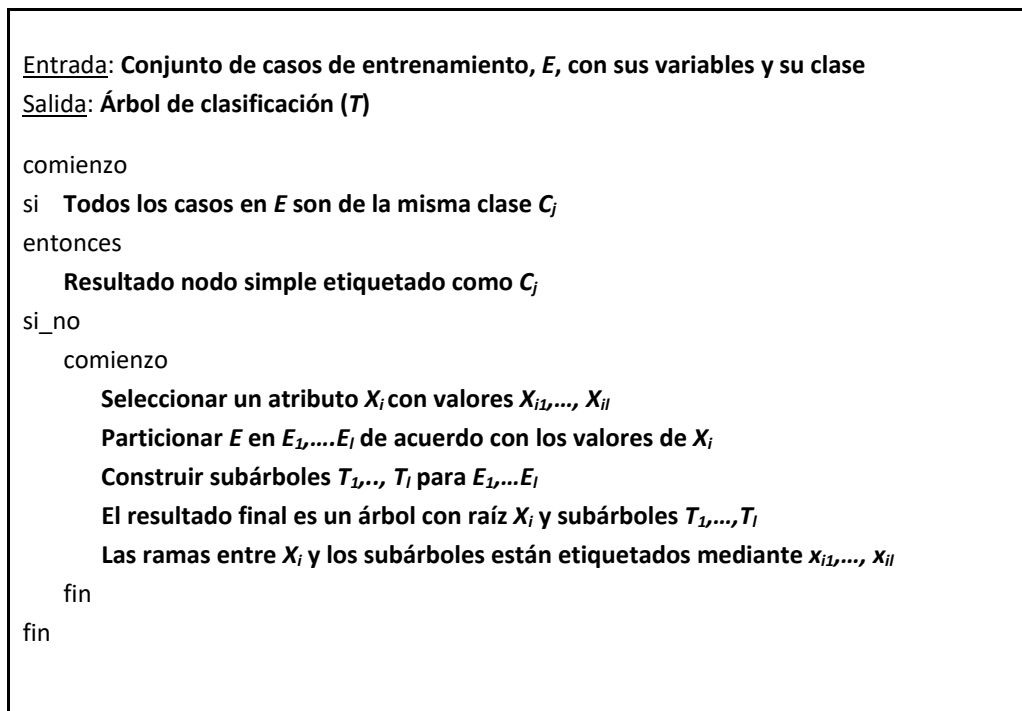 Entrada: Conjunto de casos de entrenamiento, E, con sus variables y su clase
Salida: Árbol de clasificación (T)
comienzo
si Todos los casos en E son de la misma clase Cj
entonces
Resultado nodo simple etiquetado como Cj
si_no
comienzo
Seleccionar un atributo Xi con valores Xi1,…, Xil
Particionar E en E1,….El de acuerdo con los valores de Xi
Construir subárboles T1,.., Tl para E1,…El
El resultado final es un árbol con raíz Xi y subárboles T1,…,Tl
Las ramas entre Xi y los subárboles están etiquetados mediante xi1,…, xil
fin
fin